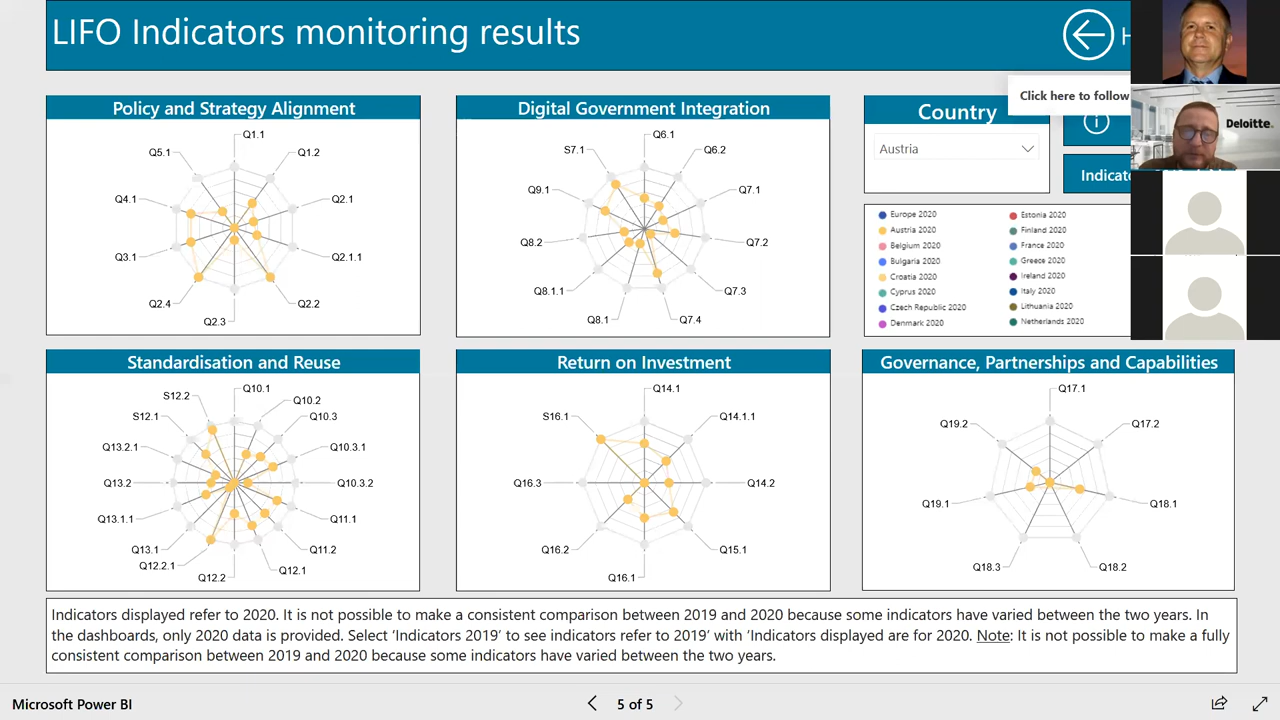 LIFO Indicators monitoring results
H
Click here to follow
Deloitte.
Policy and Strategy Alignment
Q1.1
Q1.2
Q2.1
Q2.1.1
Q2.2
Q2.3
Q2.4
Q3.1
Q4.1
Q5.1
Digital Government Integration
Q6.1
Q6.2
Q7.1
Q7.2
Q7.3
Q7.4
Q8.1
Q8.1.1
Q8.2
Q9.1
S7.1
Country
Austria
Indicato
Europe 2020
Austria 2020
Belgium 2020
Bulgaria 2020
Croatia 2020
Cyprus 2020
Czech Republic 2020
Denmark 2020
Estonia 2020
Finland 2020
France 2020
Greece 2020
Ireland 2020
Italy 2020
Lithuania 2020
Netherlands 2020
Standardisation and Reuse
Q10.1
Q10.2
Q10.3
Q10.3.1
Q10.3.2
Q11.1
Q11.2
Q12.1
Q12.2
Q12.2.1
Q13.1
Q13.1.1
Q13.2
Q13.2.1
S12.1
S12.2
Return on Investment
Q14.1
Q14.1.1
Q14.2
Q15.1
Q16.1
Q16.2
Q16.3
S16.1
Governance, Partnerships and Capabilities
Q17.1
Q17.2
Q18.1
Q18.2
Q18.3
Q19.1
Q19.2
Indicators displayed refer to 2020. It is not possible to make a consistent comparison between 2019 and 2020 because some indicators have varied between the two years. In
the dashboards, only 2020 data is provided. Select ‘Indicators 2019’ to see indicators refer to 2019’ with ‘Indicators displayed are for 2020. Note: It is not possible to make a fully
consistent comparison between 2019 and 2020 because some indicators have varied between the two years.
Microsoft Power BI
5 of 5